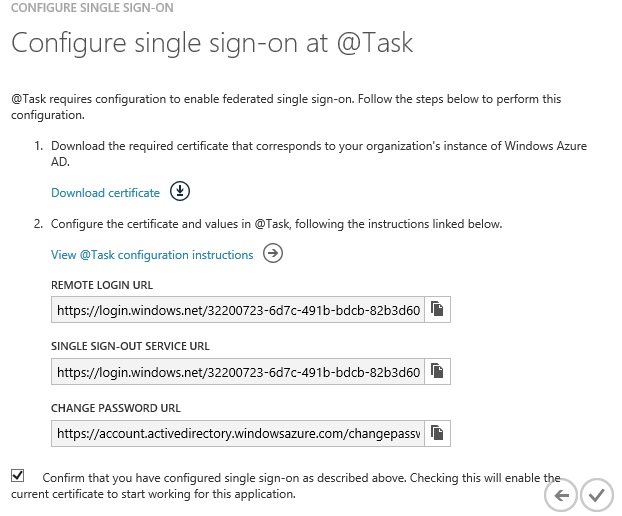 CONFIGURE SINGLE SIGN-ON
Configure single sign-on at @Task
@Task requires configuration to enable federated single sign-on. Follow the steps below to perform this
configuration.
1. Download the required certificate that corresponds to your organization's instance of Windows Azure
AD.
Download certificate
2. Configure the certificate and values in @Task, following the instructions linked below.
View @Task configuration instructions
REMOTE LOGIN URL
https://login.windows.net/32200723-6d7c-491b-bdcb-82b3d60
SINGLE SIGN-OUT SERVICE URL
https://login.windows.net/32200723-6d7c-491b-bdcb-82b3d60
CHANGE PASSWORD URL
https://account.activedirectory.windowsazure.com/changepassw
Confirm that you have configured single sign-on as described above. Checking this will enable the
current certificate to start working for this application.